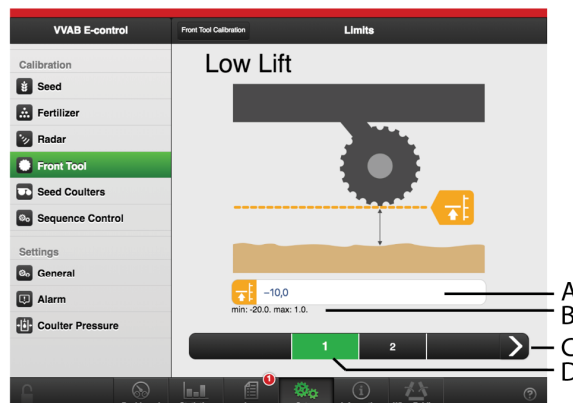 VVAB E-control
Front Tool Calibration
Limits
Calibration
Seed
Fertilizer
Radar
Front Tool
Seed Coulters
Sequence Control
Settings
General
Alarm
Coulter Pressure
Low Lift
-10,0
min: -20.0. max: 1.0.
1
2
A
B
C
D
1